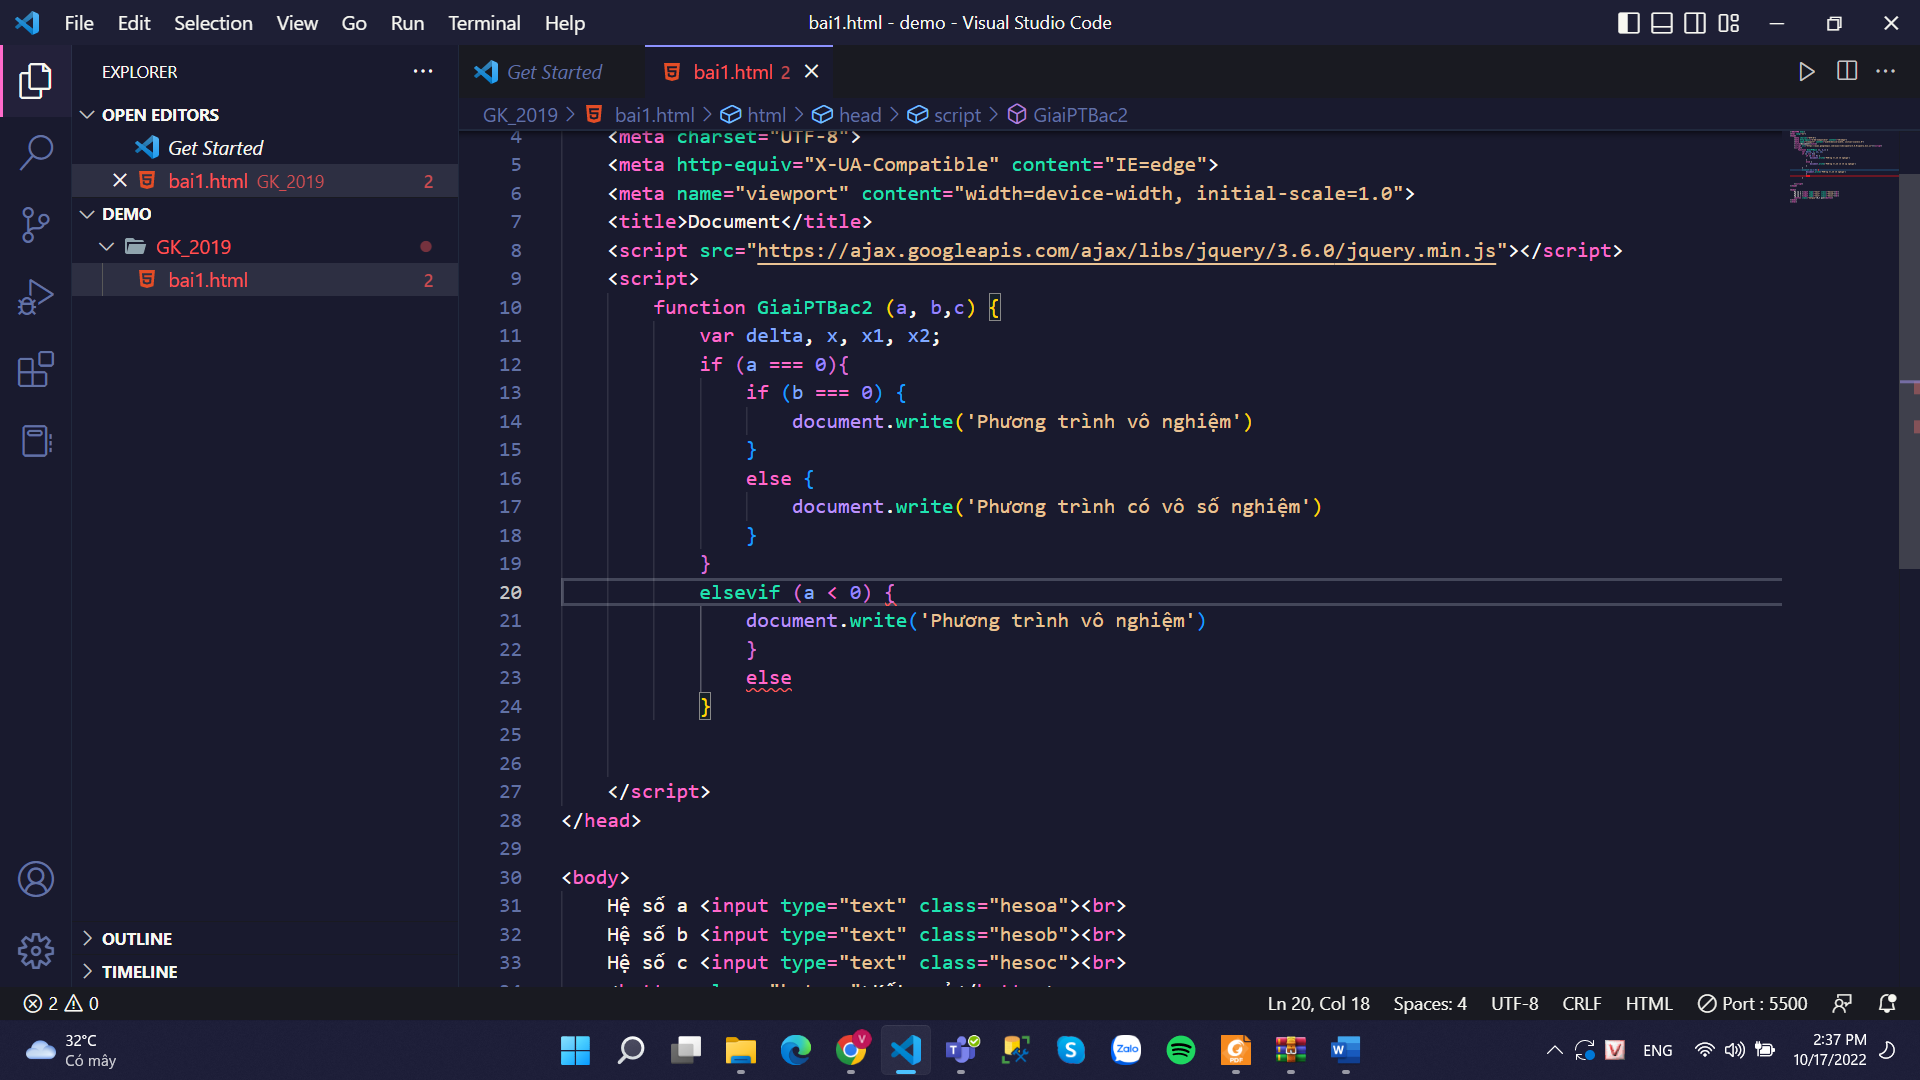 File Edit Selection View Go Run Terminal Help
bai1.html - demo - Visual Studio Code
EXPLORER
OPEN EDITORS
Get Started
bai1.html GK_2019 2
DEMO
GK_2019
bai1.html 2
OUTLINE
TIMELINE
Get Started
bai1.html 2
GK_2019 > bai1.html > html > head > script > GiaiPTBac2
4 <meta charset="UTF-8">
5 <meta http-equiv="X-UA-Compatible" content="IE=edge">
6 <meta name="viewport" content="width=device-width, initial-scale=1.0">
7 <title>Document</title>
8 <script src="https://ajax.googleapis.com/ajax/libs/jquery/3.6.0/jquery.min.js"></script>
9 <script>
10 function GiaiPTBac2 (a, b,c) {
11 var delta, x, x1, x2;
12 if (a === 0){
13 if (b === 0) {
14 document.write('Phương trình vô nghiệm')
15 }
16 else {
17 document.write('Phương trình có vô số nghiệm')
18 }
19 }
20 elsevif (a < 0) {
21 document.write('Phương trình vô nghiệm')
22 }
23 else
24 }
25
26
27 </script>
28 </head>
29
30 <body>
31 Hệ số a <input type="text" class="hesoa"><br>
32 Hệ số b <input type="text" class="hesob"><br>
33 Hệ số c <input type="text" class="hesoc"><br>
2 0
Ln 20, Col 18 Spaces: 4 UTF-8 CRLF HTML Port : 5500
32°C
Có mây
Zalo
ENG
2:37 PM
10/17/2022